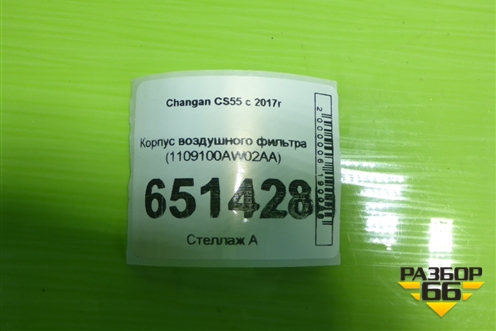 Changan CS55 с 2017г
Корпус воздушного фильтра
(1109100AW02AA)
651428
Стеллаж А
РАЗБОР
66